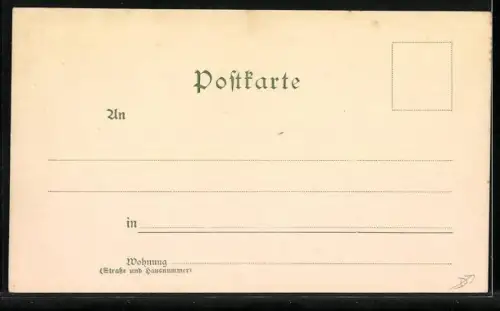 Poſtkarte
An
in
Wohnung
(Straße und Hausnummer)